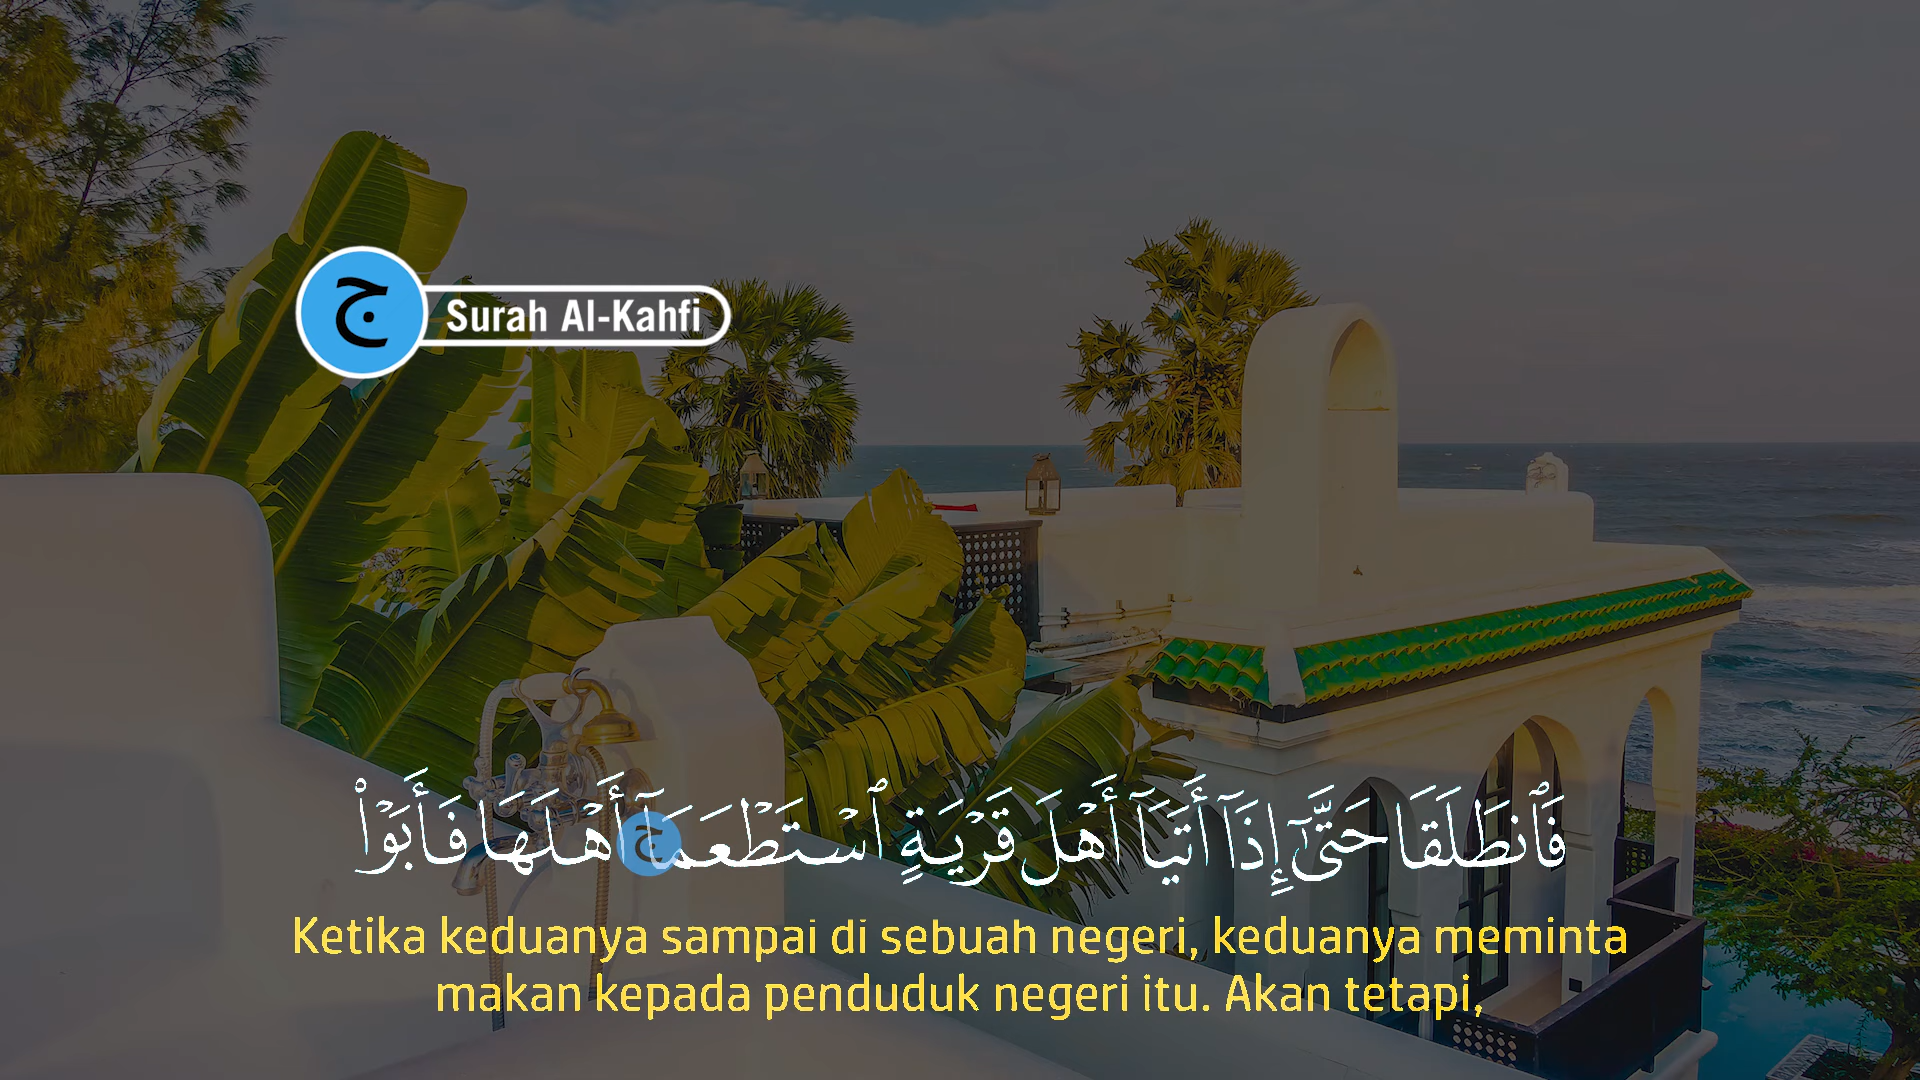 ج
Surah Al-Kahfi
فَٱنطَلَقَا حَتَّىٰٓ إِذَآ أَتَيَآ أَهْلَ قَرْيَةٍ ٱسْتَطْعَمَآ أَهْلَهَا فَأَبَوْا۟
ج
Ketika keduanya sampai di sebuah negeri, keduanya meminta
makan kepada penduduk negeri itu. Akan tetapi,